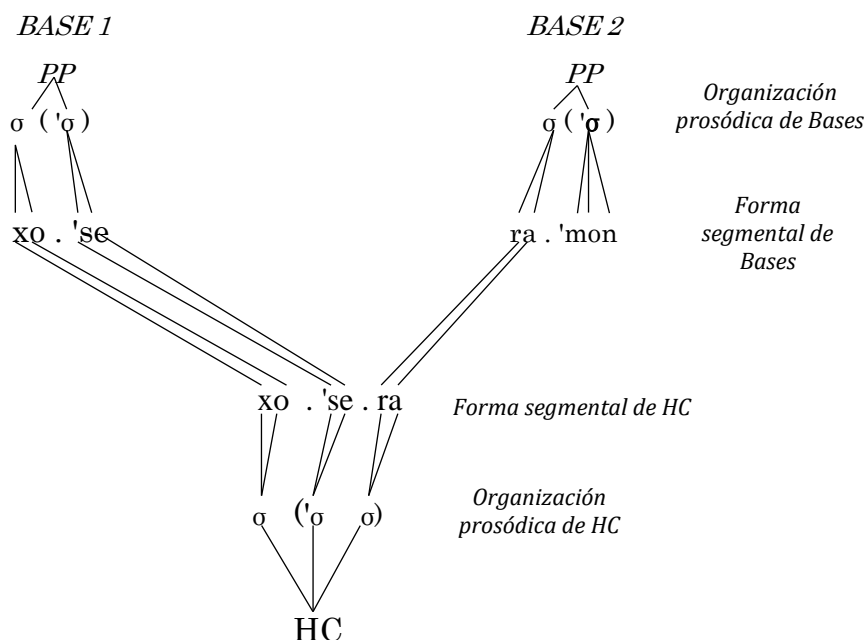 BASE 1 BASE 2
PP PP
Organización
prosódica de Bases
σ ('σ) σ ('σ)
Forma
segmental de
Bases
xo . 'se ra . 'mon
xo . 'se . ra Forma segmental de HC
Organización
prosódica de HC
σ ('σ σ)
HC